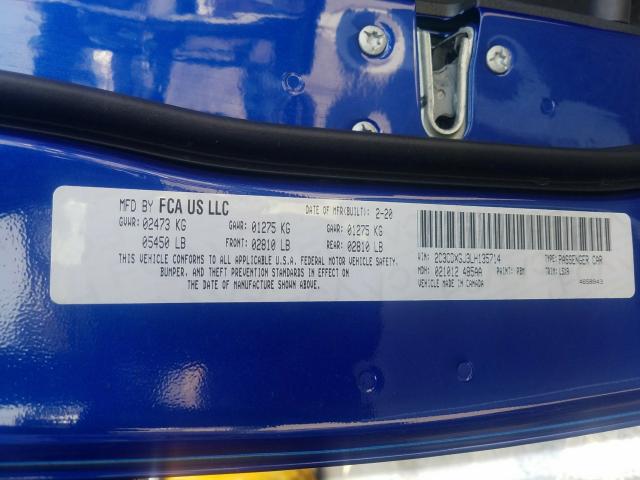 MFD BY FCA US LLC DATE OF MFR(BUILT): 2-20
GVWR: 02473 KG GAWR: 01275 KG GAWR: 01275 KG
05450 LB FRONT: 02810 LB REAR: 02810 LB
THIS VEHICLE CONFORMS TO ALL APPLICABLE U.S.A. FEDERAL MOTOR VEHICLE SAFETY,
BUMPER, AND THEFT PREVENTION STANDARDS IN EFFECT ON
THE DATE OF MANUFACTURE SHOWN ABOVE.
VIN: 2C3CDXGJ3LH135714 TYPE: PASSENGER CAR
MDH: 021012 485AA PAINT: PBM TRIM: LSX9
VEHICLE MADE IN CANADA 4658943